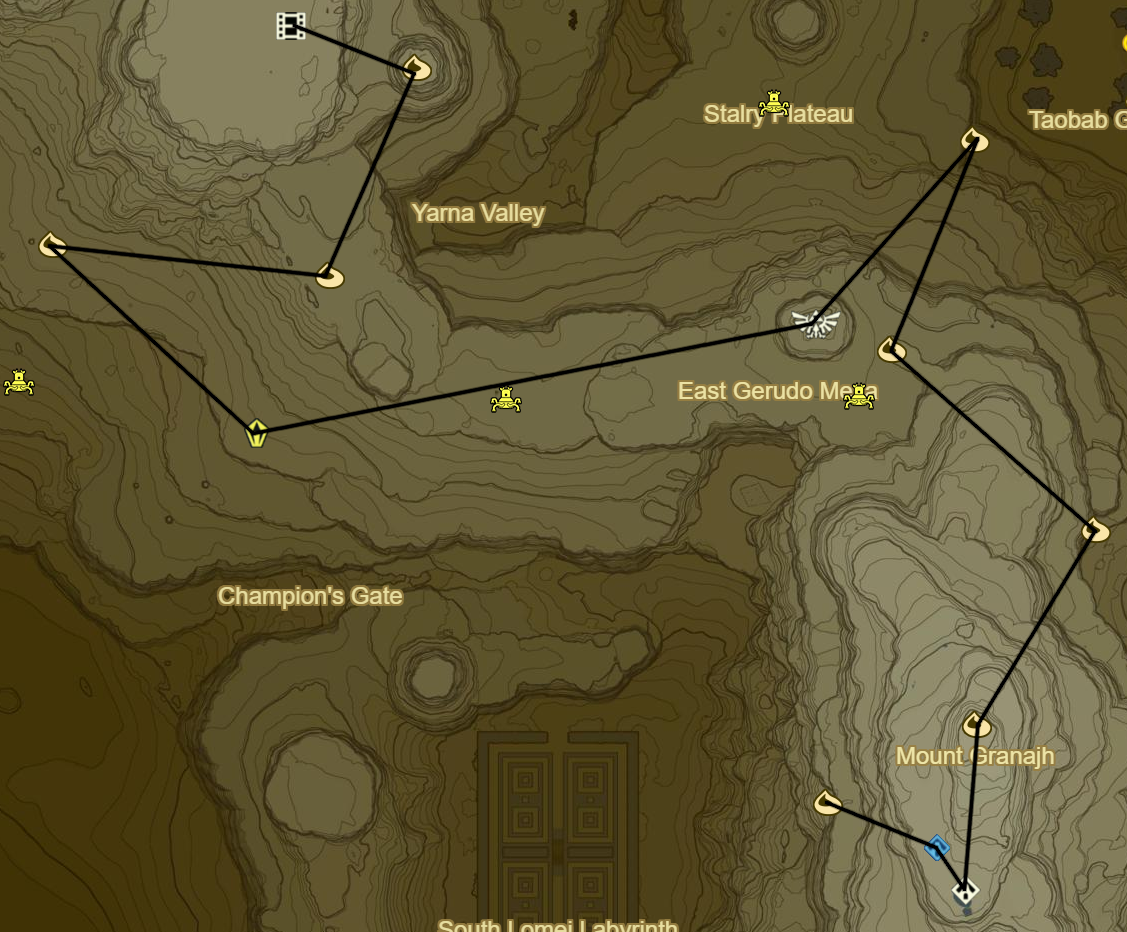 Stalry Plateau
Taobab G
Yarna Valley
East Gerudo Mesa
Champion's Gate
Mount Granajh
South Lomei Labyrinth